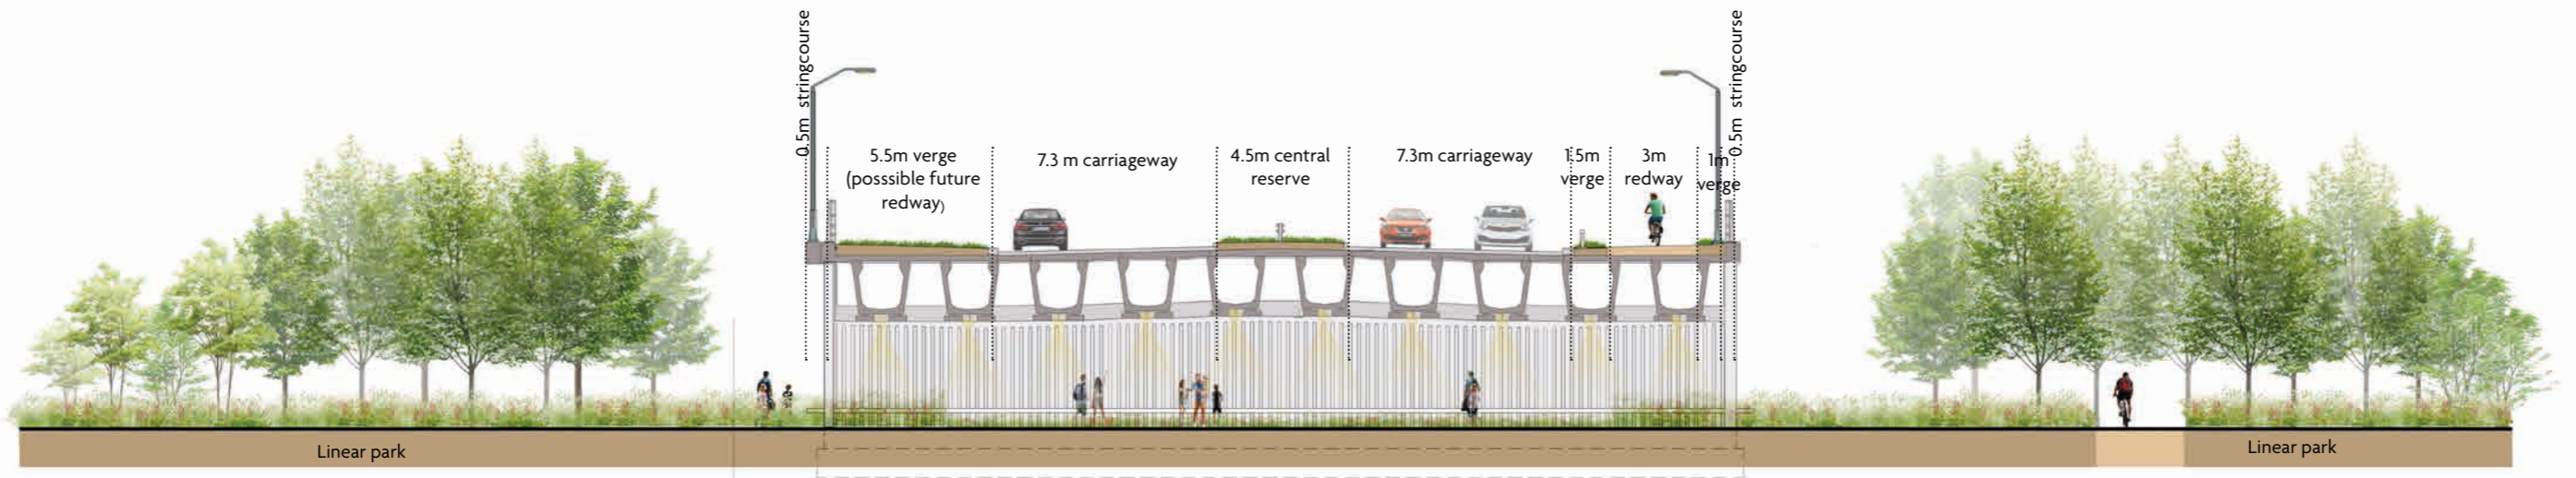 0.5m stringcourse
5.5m verge
(posssible future
redway)
7.3 m carriageway
4.5m central
reserve
7.3m carriageway
1.5m
verge
3m
redway
1m
verge
0.5m stringcourse
Linear park
Linear park